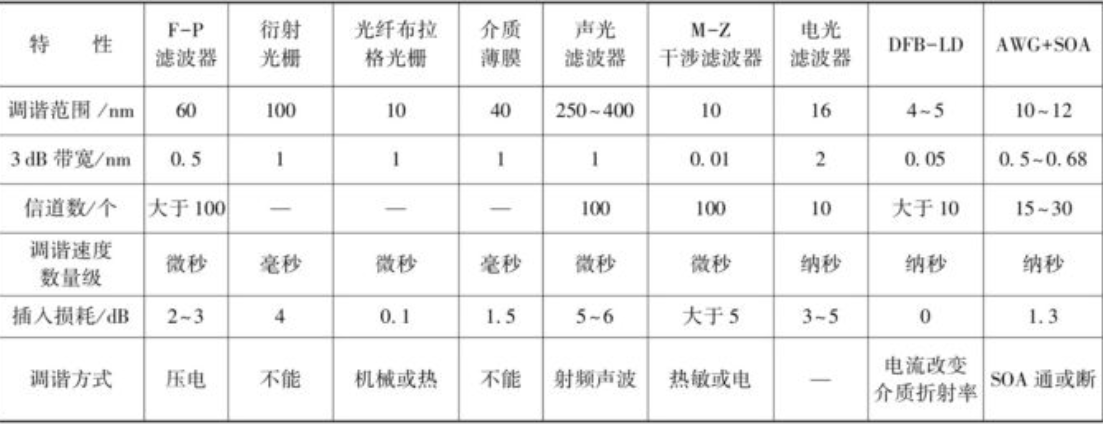 特 性 F-P 滤波器 衍射 光栅 光纤布拉 格光栅 介质 薄膜 声光 滤波器 M-Z 干涉滤波器 电光 滤波器 DFB-LD AWG+SOA
调谐范围/nm 60 100 10 40 250~400 10 16 4~5 10~12
3 dB 带宽/nm 0.5 1 1 1 1 0.01 2 0.05 0.5~0.68
信道数/个 大于100 — — — 100 100 10 大于10 15~30
调谐速度 数量级 微秒 毫秒 微秒 毫秒 微秒 微秒 纳秒 纳秒 纳秒
插入损耗/dB 2~3 4 0.1 1.5 5~6 大于5 3~5 0 1.3
调谐方式 压电 不能 机械或热 不能 射频声波 热敏或电 — 电流改变 介质折射率 SOA 通或断